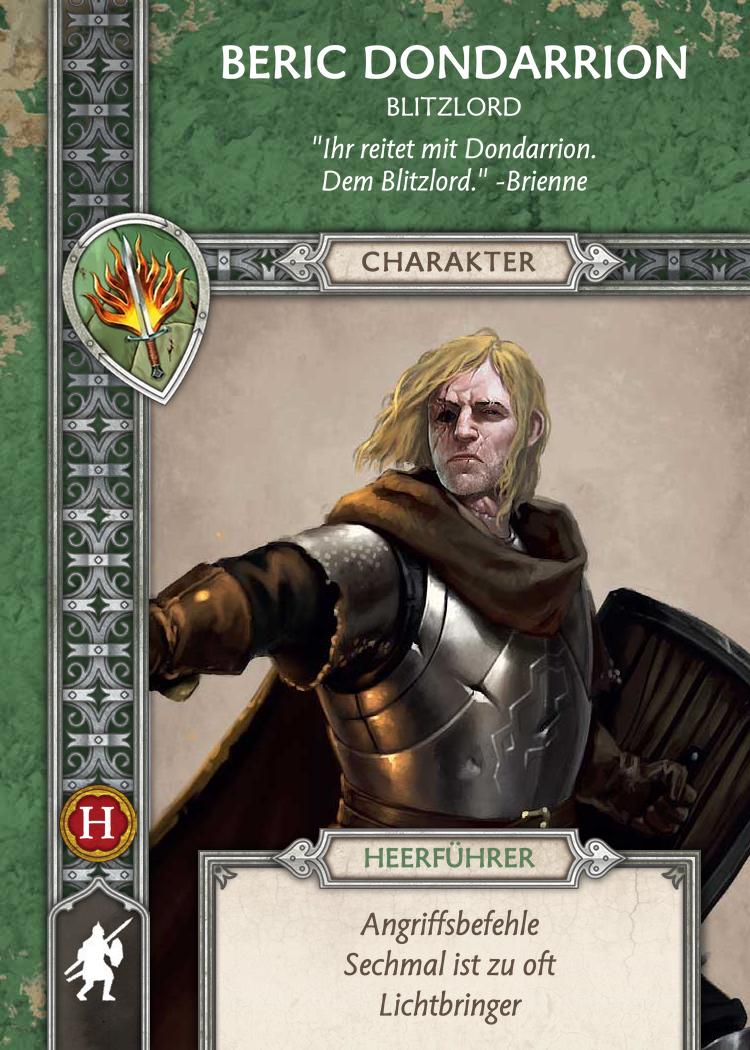 BERIC DONDARRION
BLITZLORD
"Ihr reitet mit Dondarrion.
Dem Blitzlord." -Brienne
CHARAKTER
H
HEERFÜHRER
Angriffsbefehle
Sechmal ist zu oft
Lichtbringer